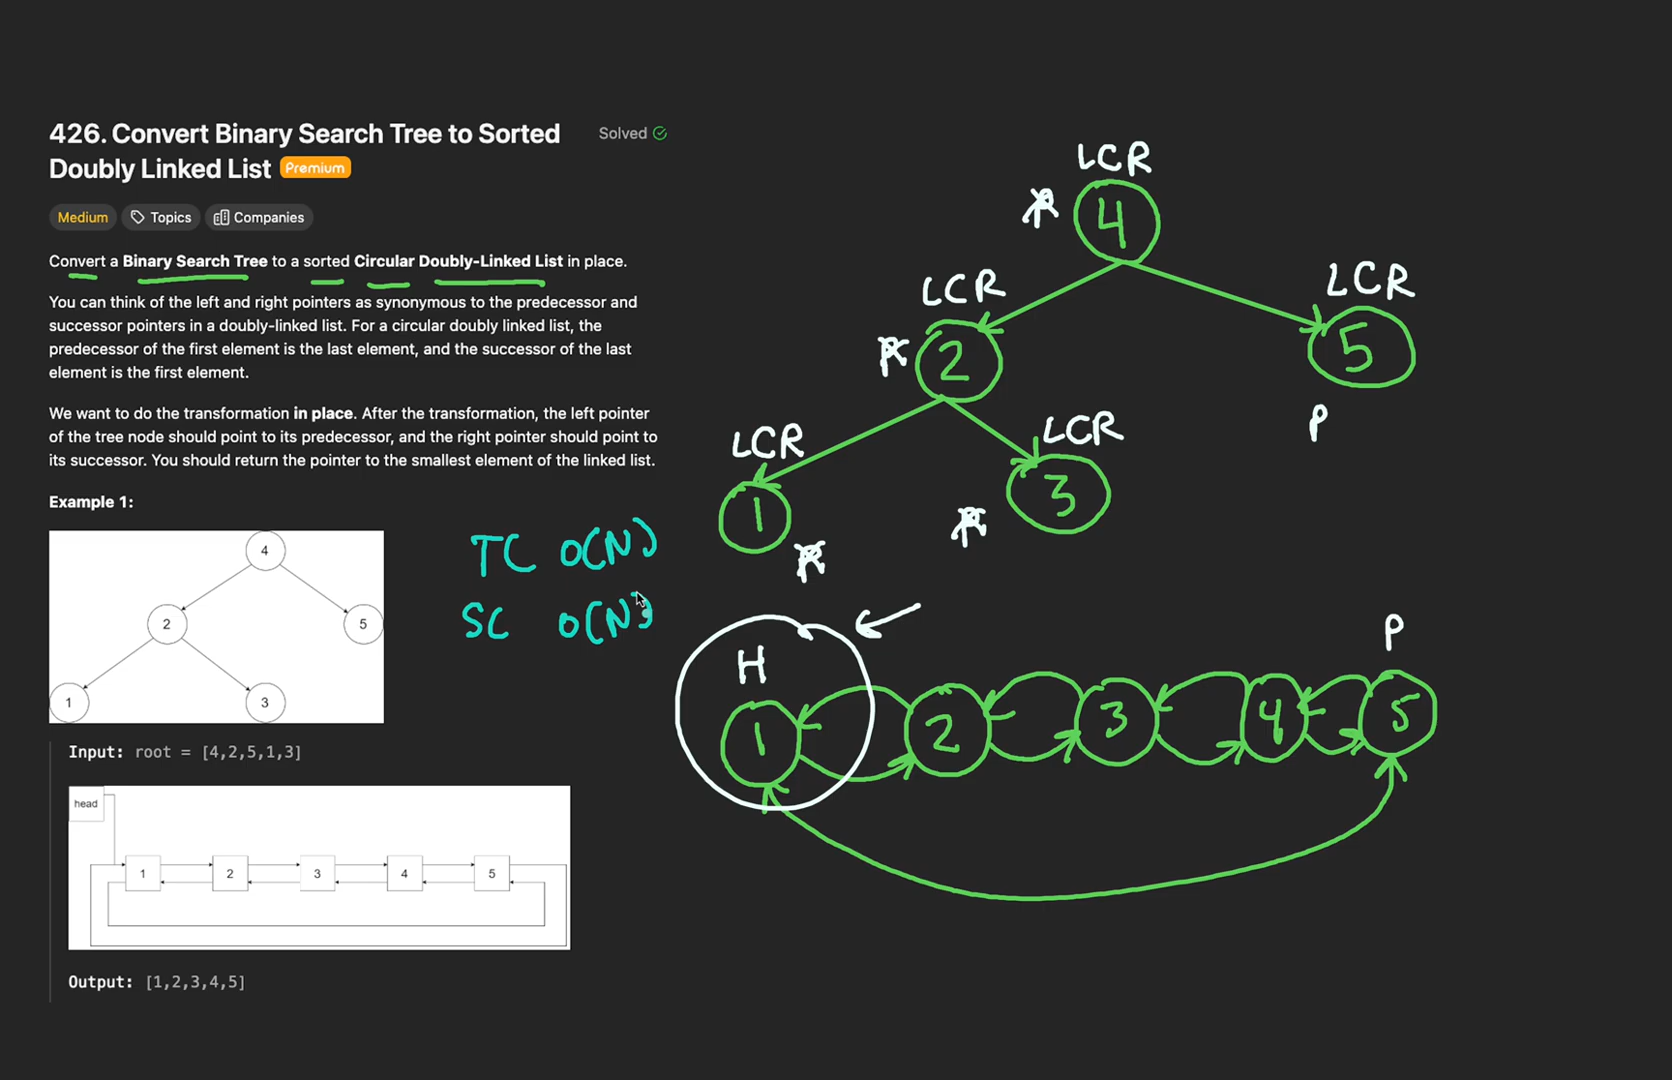 426. Convert Binary Search Tree to Sorted
Doubly Linked List Premium
Solved
Medium Topics Companies
Convert a Binary Search Tree to a sorted Circular Doubly-Linked List in place.
You can think of the left and right pointers as synonymous to the predecessor and
successor pointers in a doubly-linked list. For a circular doubly linked list, the
predecessor of the first element is the last element, and the successor of the last
element is the first element.
We want to do the transformation in place. After the transformation, the left pointer
of the tree node should point to its predecessor, and the right pointer should point to
its successor. You should return the pointer to the smallest element of the linked list.
Example 1:
4
2 5
1 3
Input: root = [4,2,5,1,3]
head
1 2 3 4 5
Output: [1,2,3,4,5]
TC O(N)
SC O(N)
LCR
4
LCR LCR
2 5
P
LCR LCR
1 3
H P
1 2 3 4 5